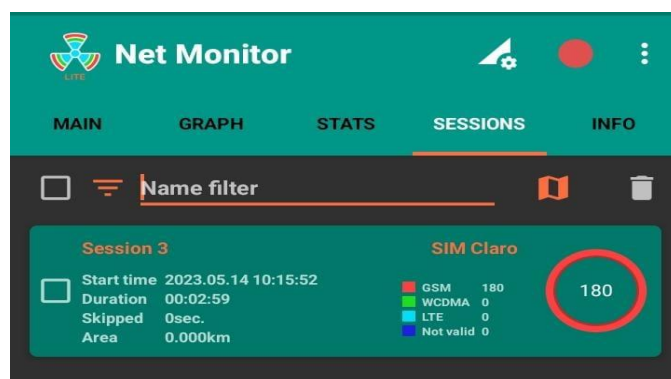 LITE
Net Monitor
MAIN GRAPH STATS SESSIONS INFO
Name filter
Session 3 SIM Claro
Start time 2023.05.14 10:15:52
Duration 00:02:59
Skipped 0sec.
Area 0.000km
GSM 180
WCDMA 0
LTE 0
Not valid 0
180